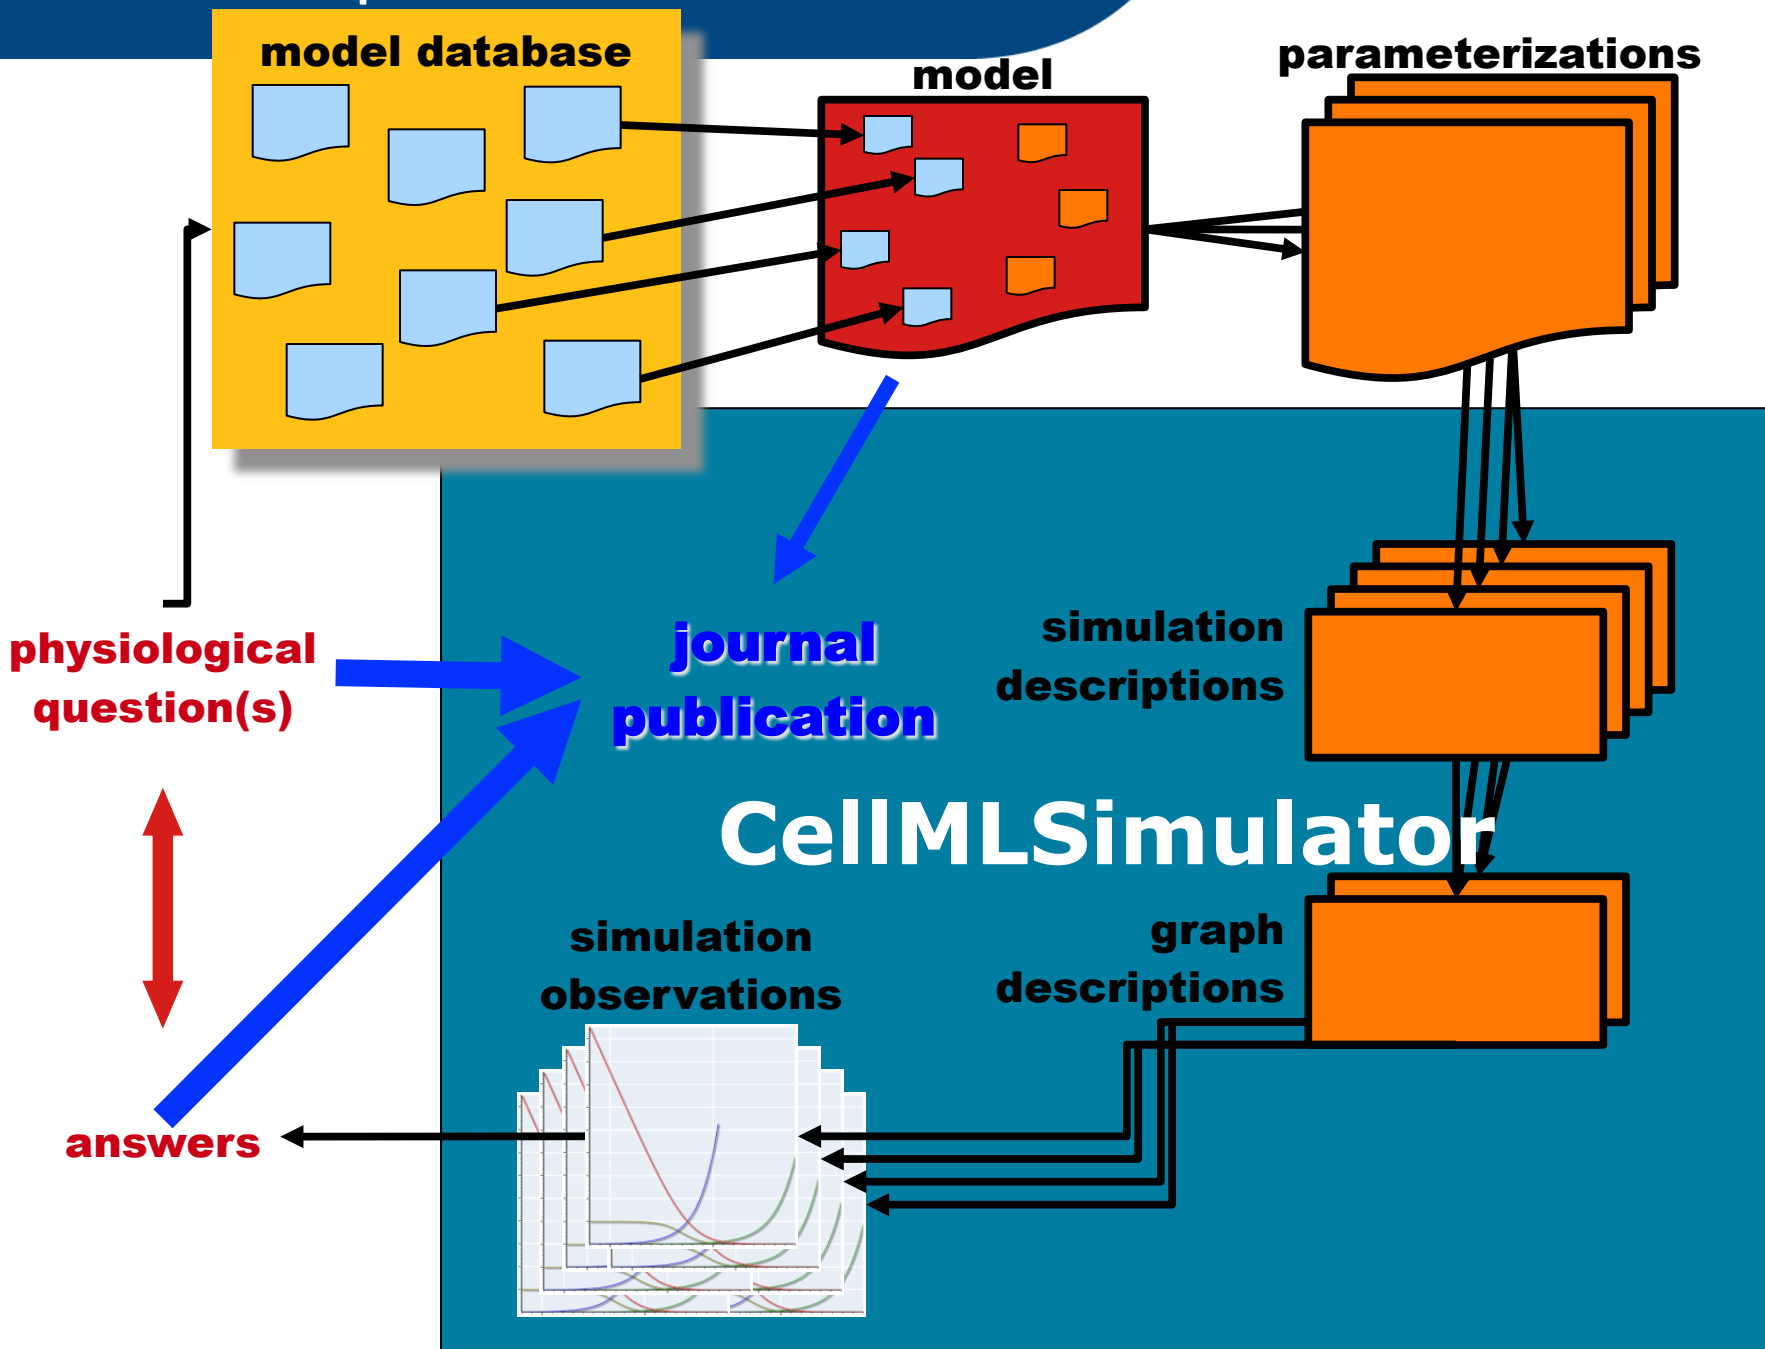 model database
model
parameterizations
physiological
question(s)
journal
publication
simulation
descriptions
CellMLSimulator
graph
descriptions
simulation
observations
answers